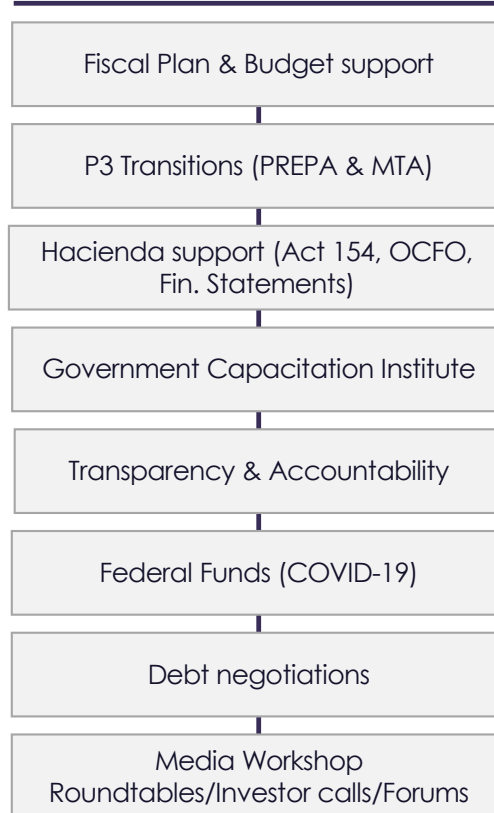 Fiscal Plan & Budget support
P3 Transitions (PREPA & MTA)
Hacienda support (Act 154, OCFO,
Fin. Statements)
Government Capacitation Institute
Transparency & Accountability
Federal Funds (COVID-19)
Debt negotiations
Media Workshop
Roundtables/Investor calls/Forums